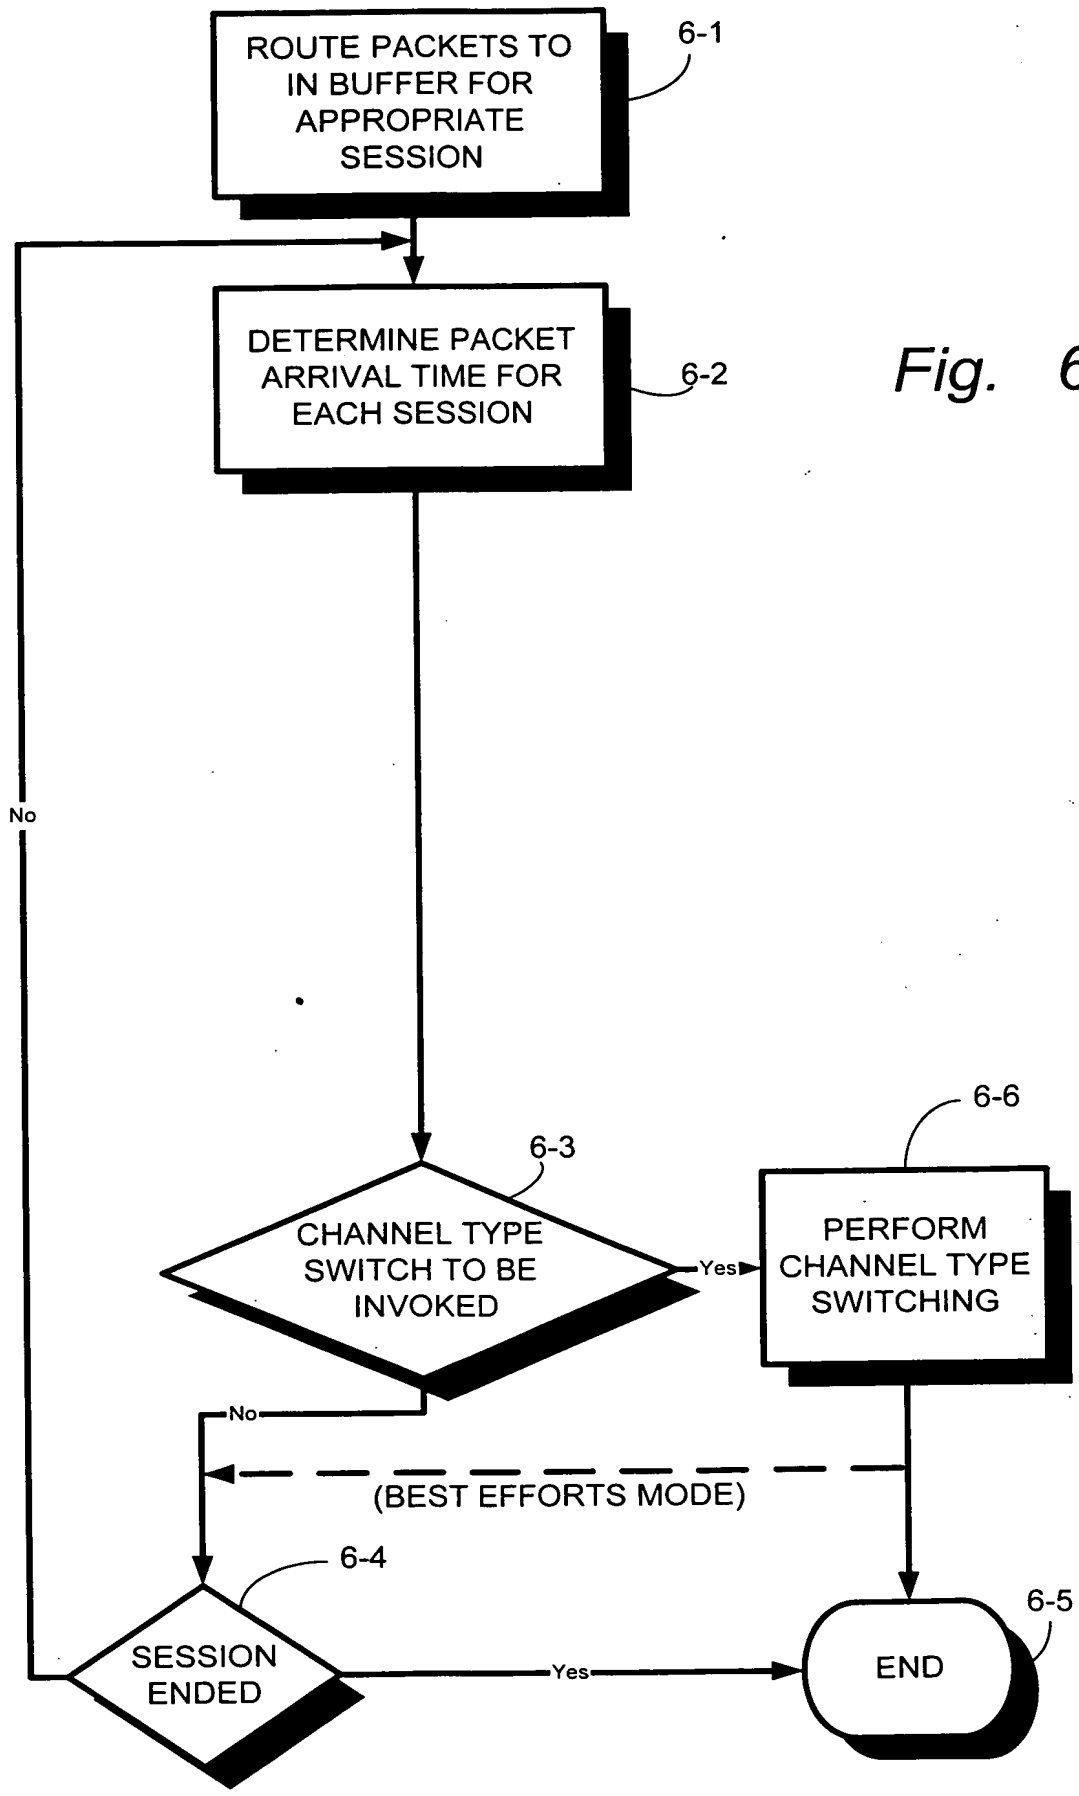 ROUTE PACKETS TO
IN BUFFER FOR
APPROPRIATE
SESSION
6-1
DETERMINE PACKET
ARRIVAL TIME FOR
EACH SESSION
6-2
Fig. 6
No
6-3
CHANNEL TYPE
SWITCH TO BE
INVOKED
Yes
6-6
PERFORM
CHANNEL TYPE
SWITCHING
No
(BEST EFFORTS MODE)
6-4
SESSION
ENDED
Yes
6-5
END